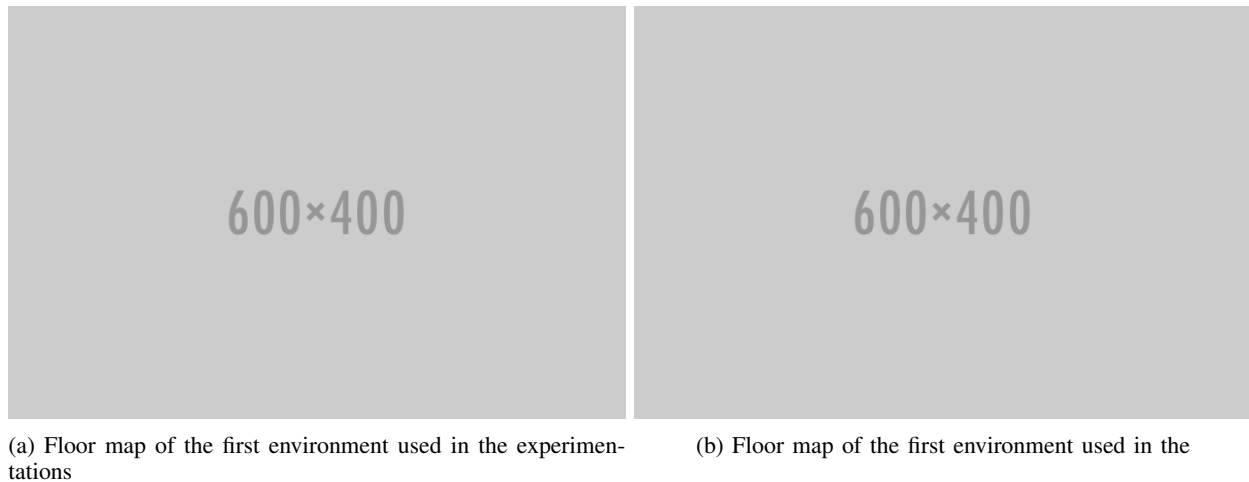 600×400
600×400
(a) Floor map of the first environment used in the experimen-
tations
(b) Floor map of the first environment used in the